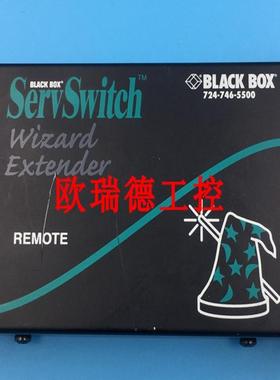 BLACK BOX®
ServSwitch™
BLACK BOX®
724-746-5500
Wizard
Extender
欧瑞德工控
REMOTE